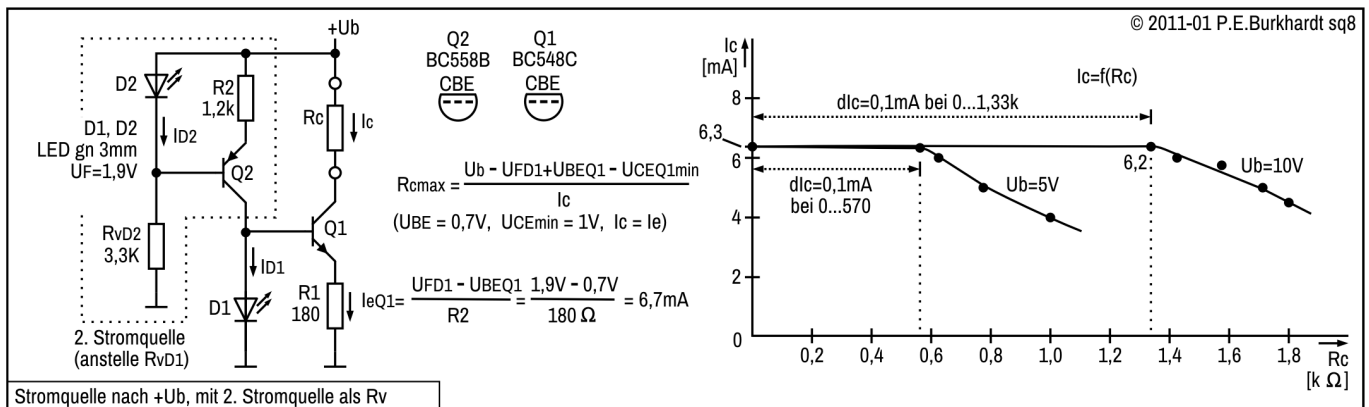 © 2011-01 P.E.Burkhardt sq8
+Ub
D2
R2
1,2k
D1, D2
LED gn 3mm
UF=1,9V
ID2
Q2
RvD2
3,3K
ID1
D1
2. Stromquelle
(anstelle RvD1)
Rc
Ic
Q1
R1
180
Q2
BC558B
CBE
Q1
BC548C
CBE
Rcmax = Ub - UFD1+UBEQ1 - UCEQ1min
Ic
(UBE = 0,7V, UCEmin = 1V, Ic = Ie)
IeQ1= UFD1 - UBEQ1 = 1,9V - 0,7V = 6,7mA
R2 180 Ω
Ic
[mA]
Ic=f(Rc)
8
dIc=0,1mA bei 0...1,33k
6,3
6
6,2
Ub=10V
dIc=0,1mA
bei 0...570
Ub=5V
4
2
0
0,2 0,4 0,6 0,8 1,0 1,2 1,4 1,6 1,8 Rc
[k Ω]
Stromquelle nach +Ub, mit 2. Stromquelle als Rv